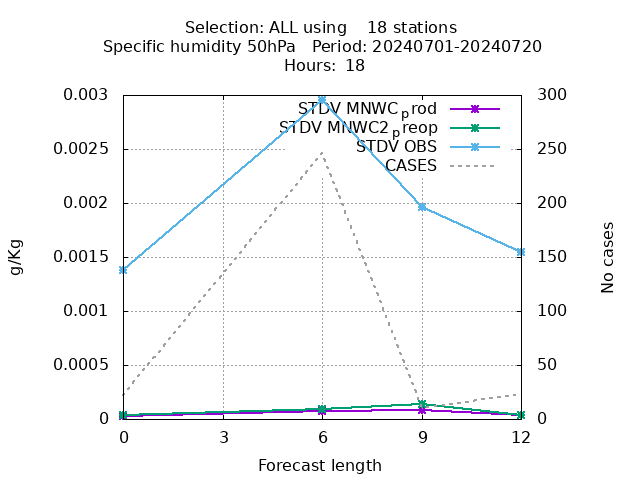 Selection: ALL using    18 stations
Specific humidity 50hPa   Period: 20240701-20240720
Hours: 18
STDV MNWCprod
STDV MNWC2preop
STDV OBS
CASES
0.003
0.0025
0.002
0.0015
0.001
0.0005
0
300
250
200
150
100
50
0
g/Kg
No cases
0 3 6 9 12
Forecast length